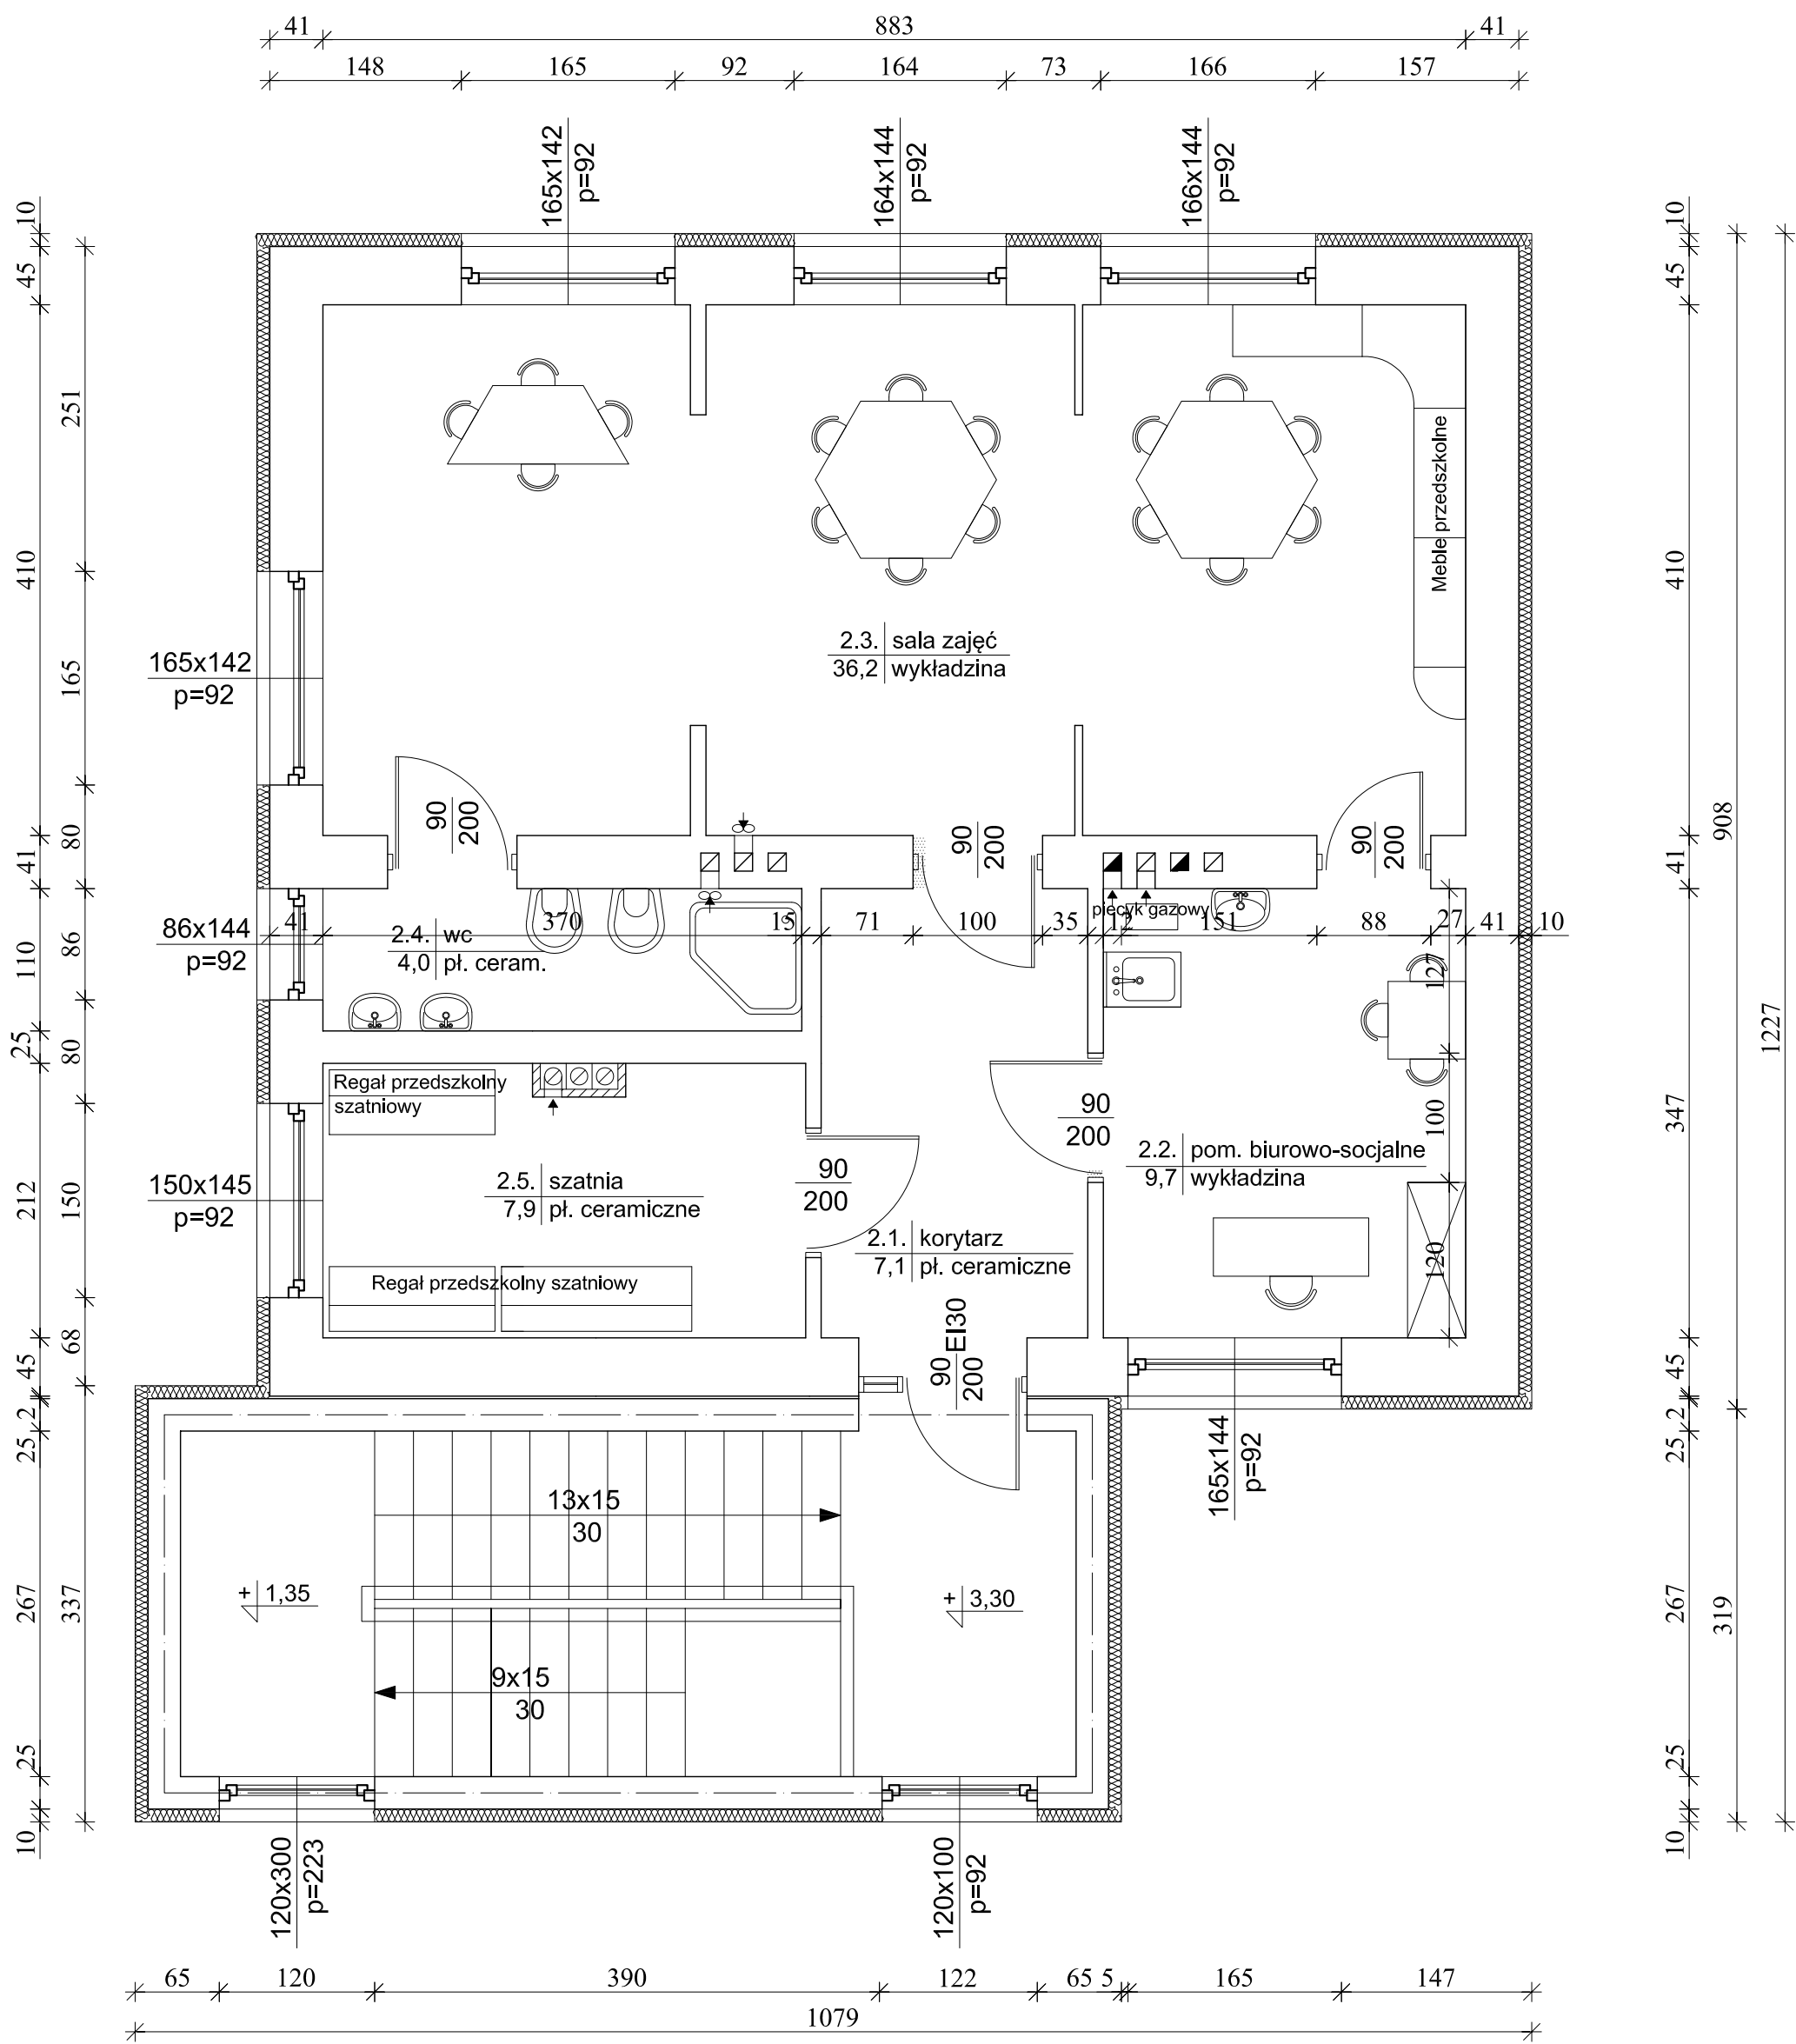 41 883 41
148 165 92 164 73 166 157
165x142
p=92
164x144
p=92
166x144
p=92
10
45
251
410
165
80
41
86
110
25
80
212
150
68
45
2
25
267
337
25
10
165x142
p=92
86x144
p=92
150x145
p=92
Meble przedszkolne
2.3. sala zajęć
36,2 wykładzina
90
200
90
200
90
200
piecyk gazowy
41 370 15 71 100 35 12 151 88 27 41 10
2.4. wc
4,0 pł. ceram.
127
100
120
Regał przedszkolny
szatniowy
90
200
2.2. pom. biurowo-socjalne
9,7 wykładzina
2.5. szatnia
7,9 pł. ceramiczne
90
200
2.1. korytarz
7,1 pł. ceramiczne
Regał przedszkolny szatniowy
90 EI30
200
165x144
p=92
13x15
30
+ 1,35
+ 3,30
9x15
30
120x300
p=223
120x100
p=92
10
45
410
41
347
45
2
25
267
25
10
908
319
1227
65 120 390 122 65 5 165 147
1079